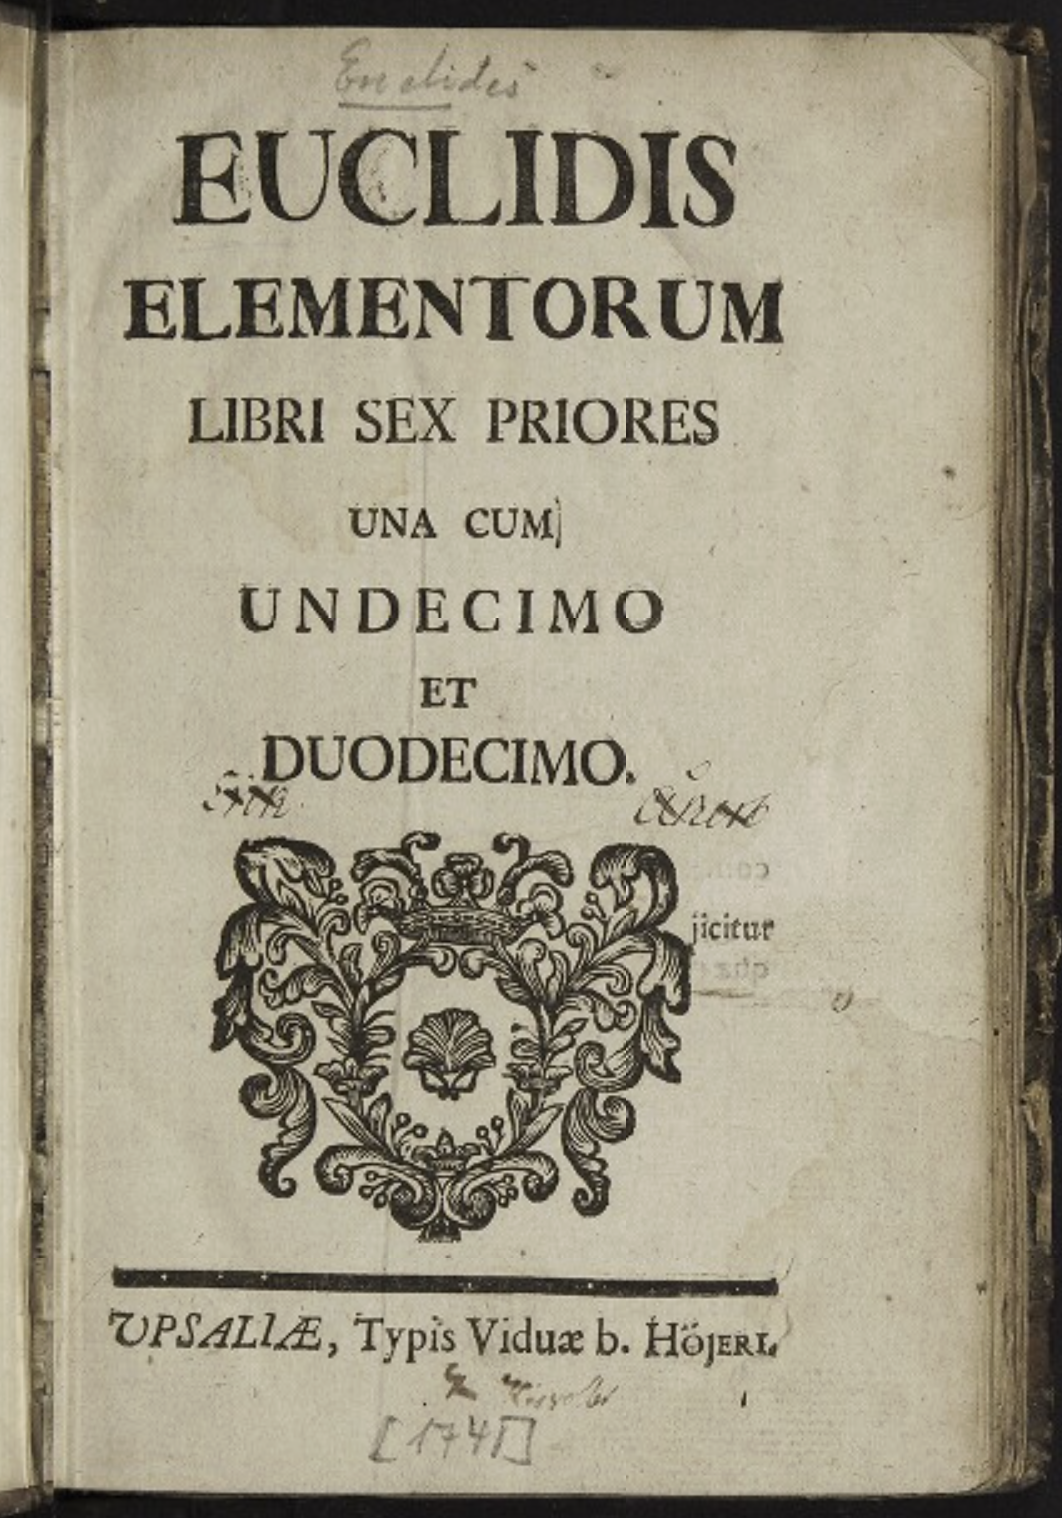 Euclides
EUCLIDIS
ELEMENTORUM
LIBRI SEX PRIORES
UNA CUM
UNDECIMO
ET
DUODECIMO.
jicitur
UPSALIÆ, Typis Viduæ b. HÖJERI.
[1741]